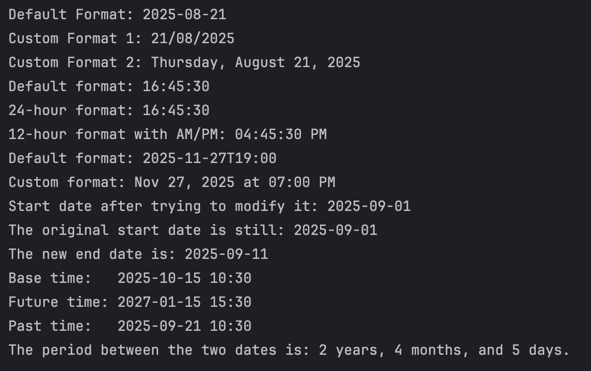 Default Format: 2025-08-21
Custom Format 1: 21/08/2025
Custom Format 2: Thursday, August 21, 2025
Default format: 16:45:30
24-hour format: 16:45:30
12-hour format with AM/PM: 04:45:30 PM
Default format: 2025-11-27T19:00
Custom format: Nov 27, 2025 at 07:00 PM
Start date after trying to modify it: 2025-09-01
The original start date is still: 2025-09-01
The new end date is: 2025-09-11
Base time:   2025-10-15 10:30
Future time: 2027-01-15 15:30
Past time:   2025-09-21 10:30
The period between the two dates is: 2 years, 4 months, and 5 days.